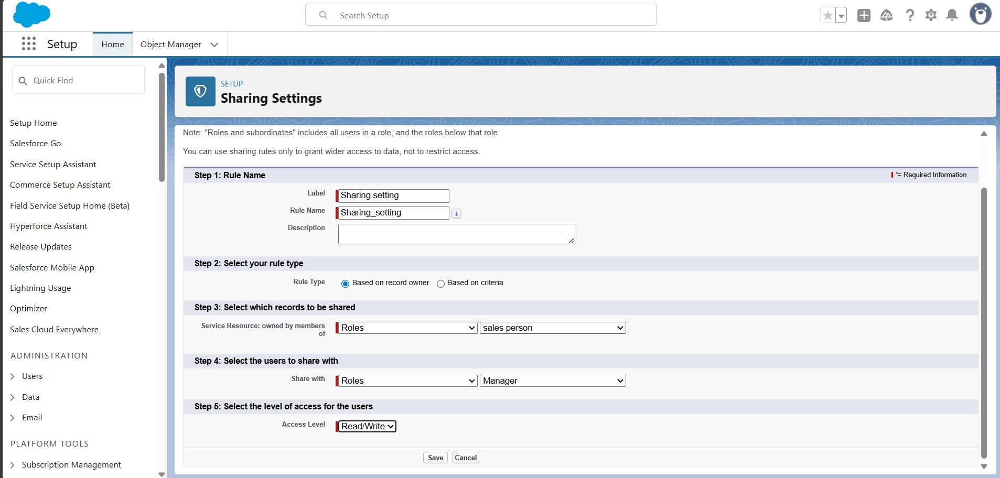 Search Setup
Setup
Home
Object Manager
Quick Find
Setup Home
Salesforce Go
Service Setup Assistant
Commerce Setup Assistant
Field Service Setup Home (Beta)
Hyperforce Assistant
Release Updates
Salesforce Mobile App
Lightning Usage
Optimizer
Sales Cloud Everywhere
ADMINISTRATION
Users
Data
Email
PLATFORM TOOLS
Subscription Management
SETUP
Sharing Settings
Note: "Roles and subordinates" includes all users in a role, and the roles below that role.
You can use sharing rules only to grant wider access to data, not to restrict access.
Step 1: Rule Name
*= Required Information
Label
Sharing setting
Rule Name
Sharing_setting
i
Description
Step 2: Select your rule type
Rule Type
Based on record owner
Based on criteria
Step 3: Select which records to be shared
Service Resource: owned by members
of
Roles
sales person
Step 4: Select the users to share with
Share with
Roles
Manager
Step 5: Select the level of access for the users
Access Level
Read/Write
Save
Cancel